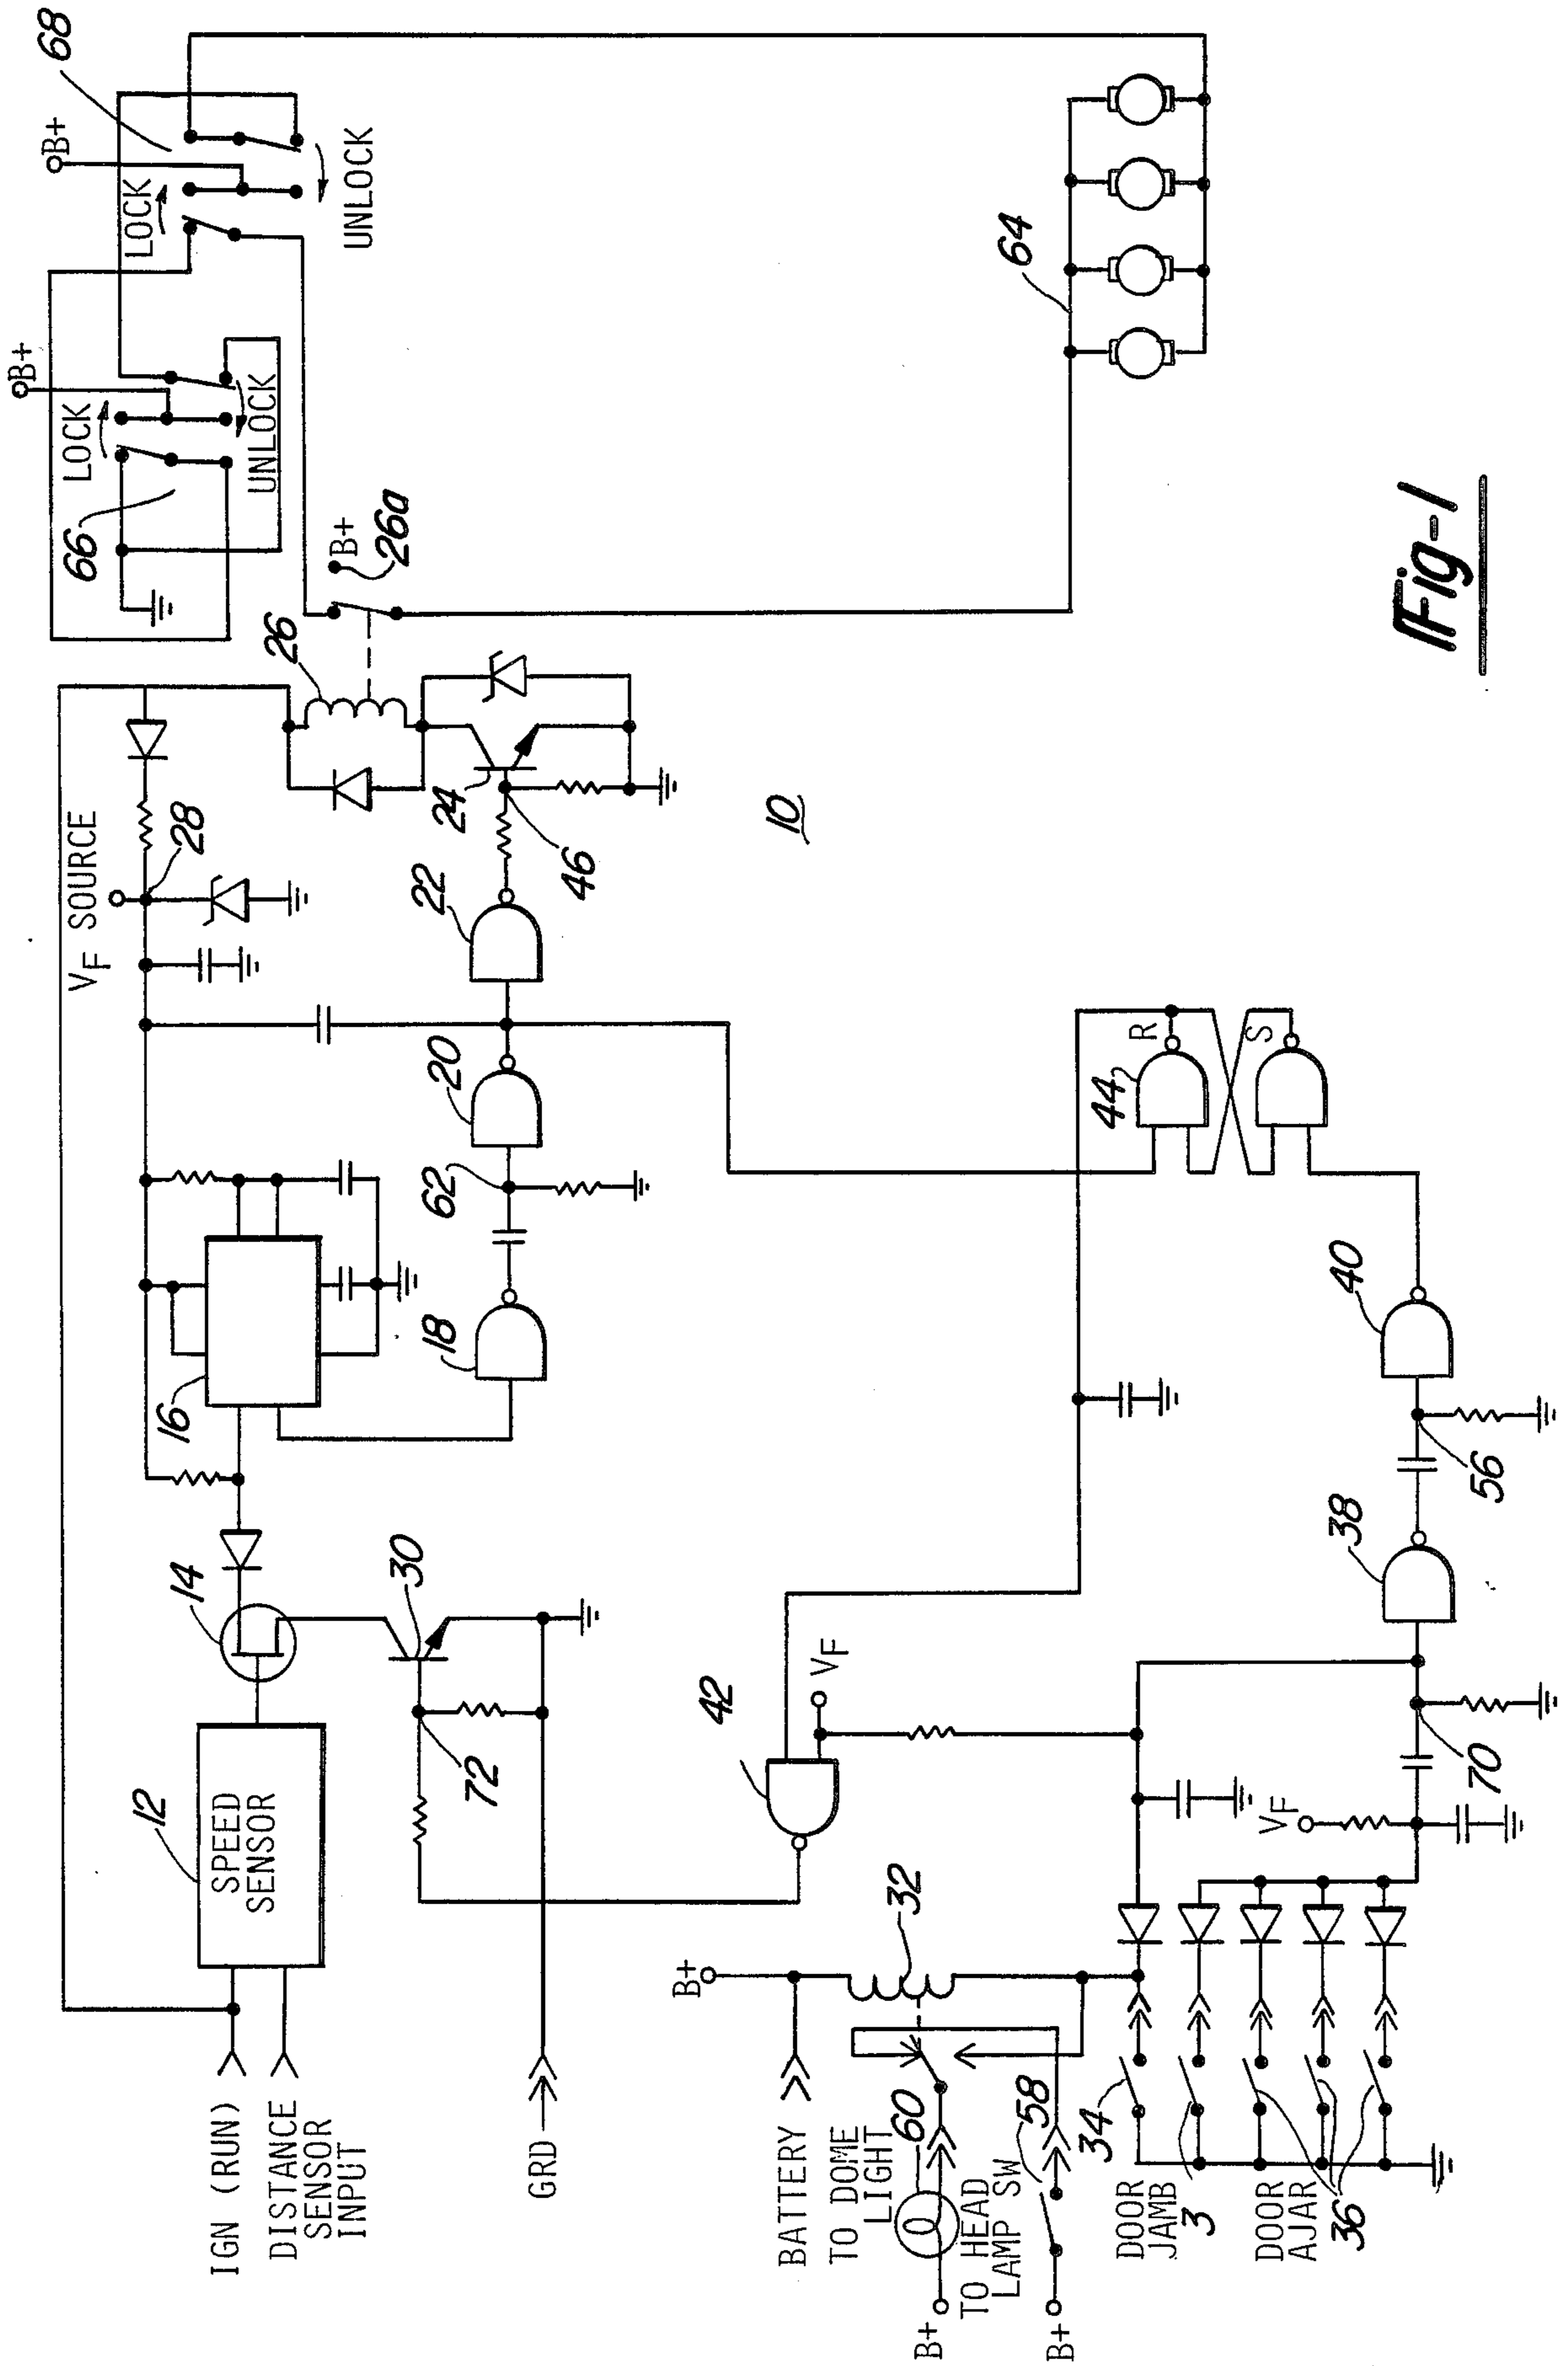 IGN (RUN)
DISTANCE
SENSOR
INPUT
12
SPEED
SENSOR
14
16
VF SOURCE
28
B+
66
LOCK
UNLOCK
B+
68
LOCK
UNLOCK
GRD
72
30
18
62
20
22
46
24
26
B+
26a
10
BATTERY
B+
32
TO DOME
LIGHT
60
B+
TO HEAD
LAMP SW
58
B+
42
VF
44
R
S
64
DOOR
JAMB
34
3
DOOR
AJAR
36
VF
70
38
56
40
Fig-1